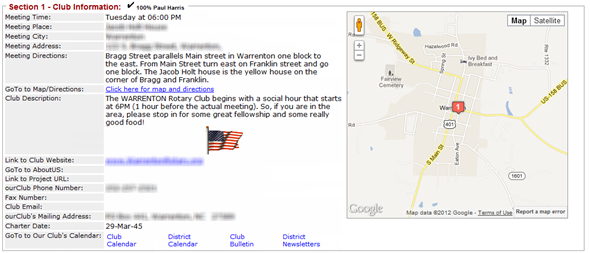 Section 1 - Club Information: ✔ 100% Paul Harris
Meeting Time: Tuesday at 06:00 PM
Meeting Place:
Meeting City:
Meeting Address:
Meeting Directions: Bragg Street parallels Main street in Warrenton one block to
the east. From Main Street turn east on Franklin street and go
one block. The Jacob Holt house is the yellow house on the
corner of Bragg and Franklin.
GoTo to Map/Directions: Click here for map and directions
Club Description: The WARRENTON Rotary Club begins with a social hour that starts
at 6PM (1 hour before the actual meeting). So, if you are in the
area, please stop in for some great fellowship and some really
good food!
Link to Club Website:
GoTo to AboutUS:
Link to Project URL:
ourClub Phone Number:
Fax Number:
Club Email:
ourClub's Mailing Address:
Charter Date: 29-Mar-45
GoTo to Our Club's Calendar: Club Calendar District Calendar Club Bulletin District Newsletters
Map Satellite
US-158 BUS
W Ridgeway St
Hazelwood Rd
Spring St
Ivy Bed and
Breakfast
Rte 1332
Fairview
Cemetery
1
401
US-158 BUS
S Main St
Eaton Ave
1601
Google
Map data ©2012 Google - Terms of Use Report a map error